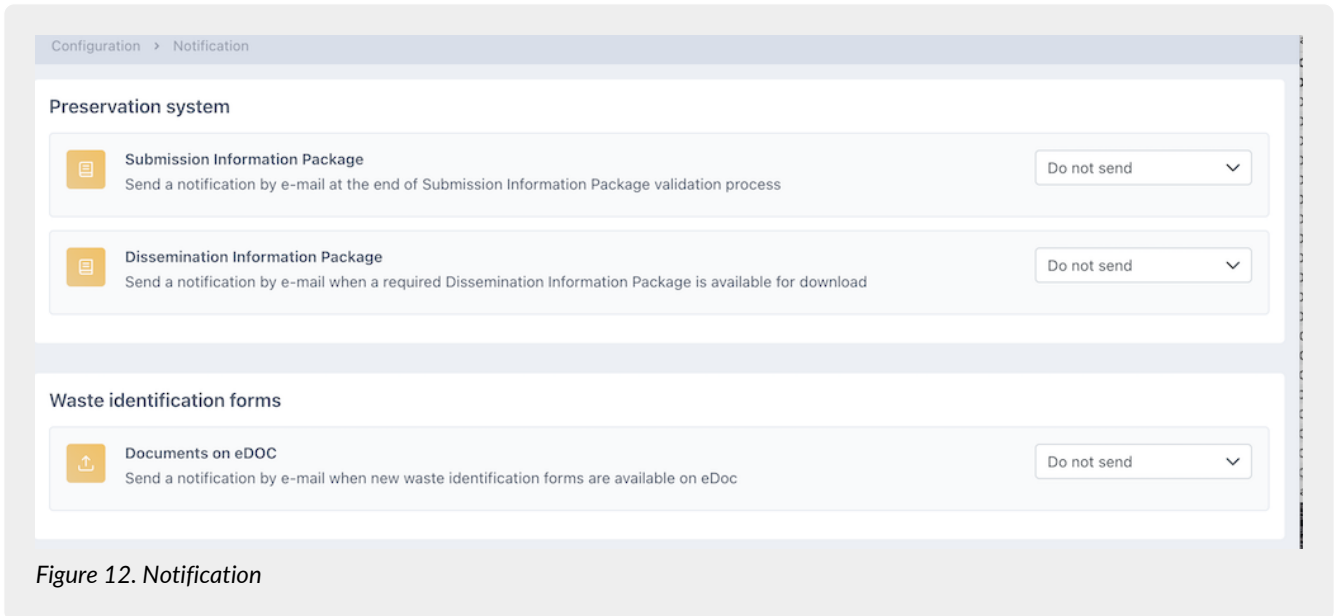 Configuration > Notification
Preservation system
Submission Information Package
Send a notification by e-mail at the end of Submission Information Package validation process
Do not send
Dissemination Information Package
Send a notification by e-mail when a required Dissemination Information Package is available for download
Do not send
Waste identification forms
Documents on eDOC
Send a notification by e-mail when new waste identification forms are available on eDoc
Do not send
Figure 12. Notification